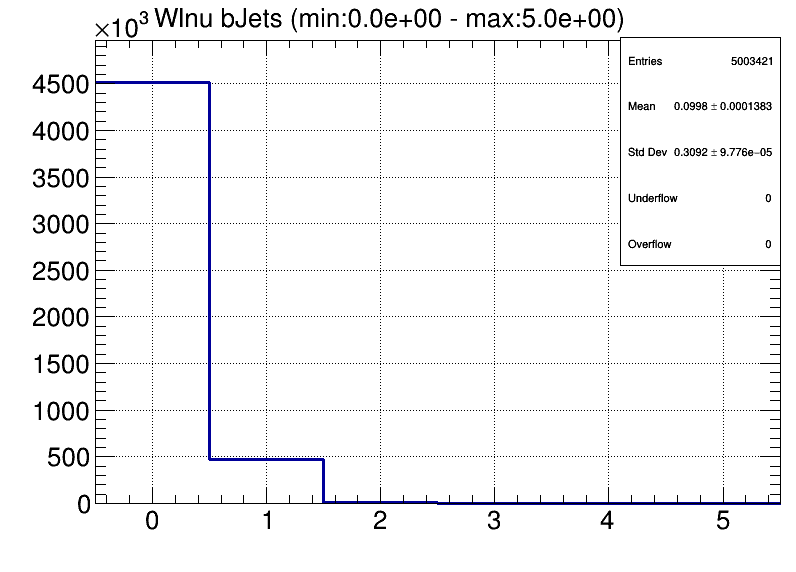 ×10³ Wlnu bJets (min:0.0e+00 - max:5.0e+00)
Entries 5003421
Mean 0.0998 ± 0.0001383
Std Dev 0.3092 ± 9.776e−05
Underflow 0
Overflow 0
4500
4000
3500
3000
2500
2000
1500
1000
500
0
0 1 2 3 4 5